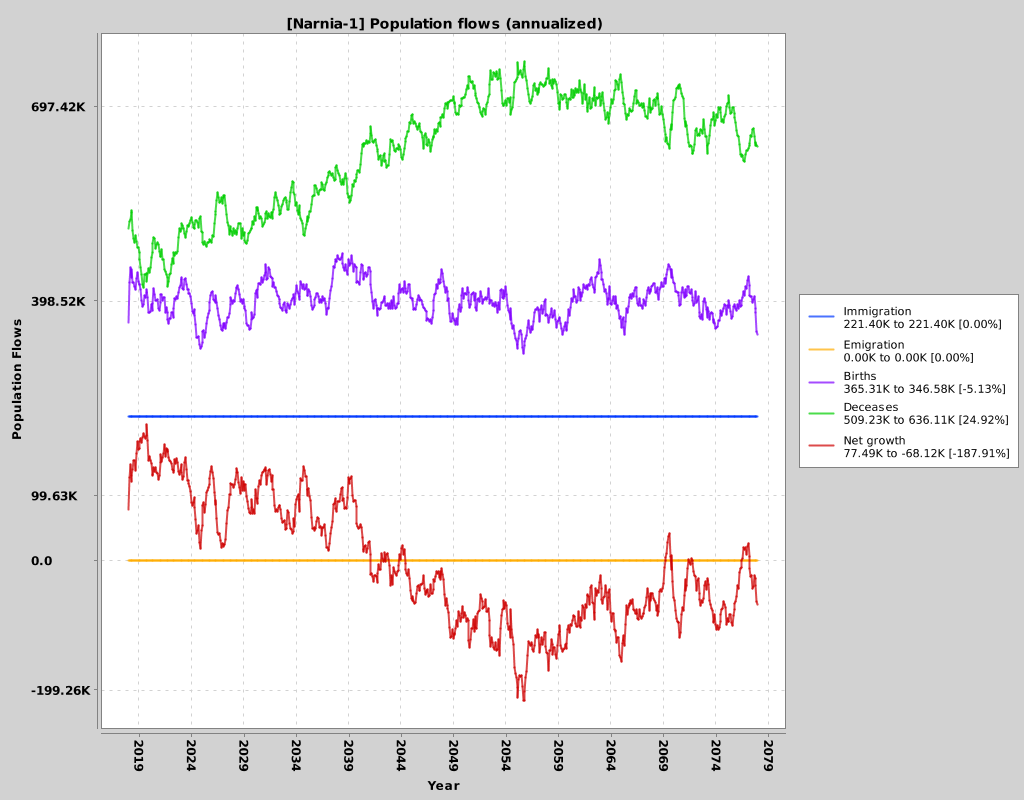 [Narnia-1] Population flows (annualized)
Population Flows
697.42K
398.52K
99.63K
0.0
-199.26K
2019 2024 2029 2034 2039 2044 2049 2054 2059 2064 2069 2074 2079
Year
Immigration
221.40K to 221.40K [0.00%]
Emigration
0.00K to 0.00K [0.00%]
Births
365.31K to 346.58K [-5.13%]
Deceases
509.23K to 636.11K [24.92%]
Net growth
77.49K to -68.12K [-187.91%]